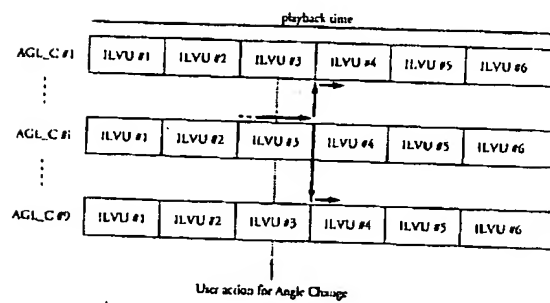 playback time
AGL_C #1 ILVU #1 ILVU #2 ILVU #3 ILVU #4 ILVU #5 ILVU #6
AGL_C #i ILVU #1 ILVU #2 ILVU #3 ILVU #4 ILVU #5 ILVU #6
AGL_C #9 ILVU #1 ILVU #2 ILVU #3 ILVU #4 ILVU #5 ILVU #6
User action for Angle Change